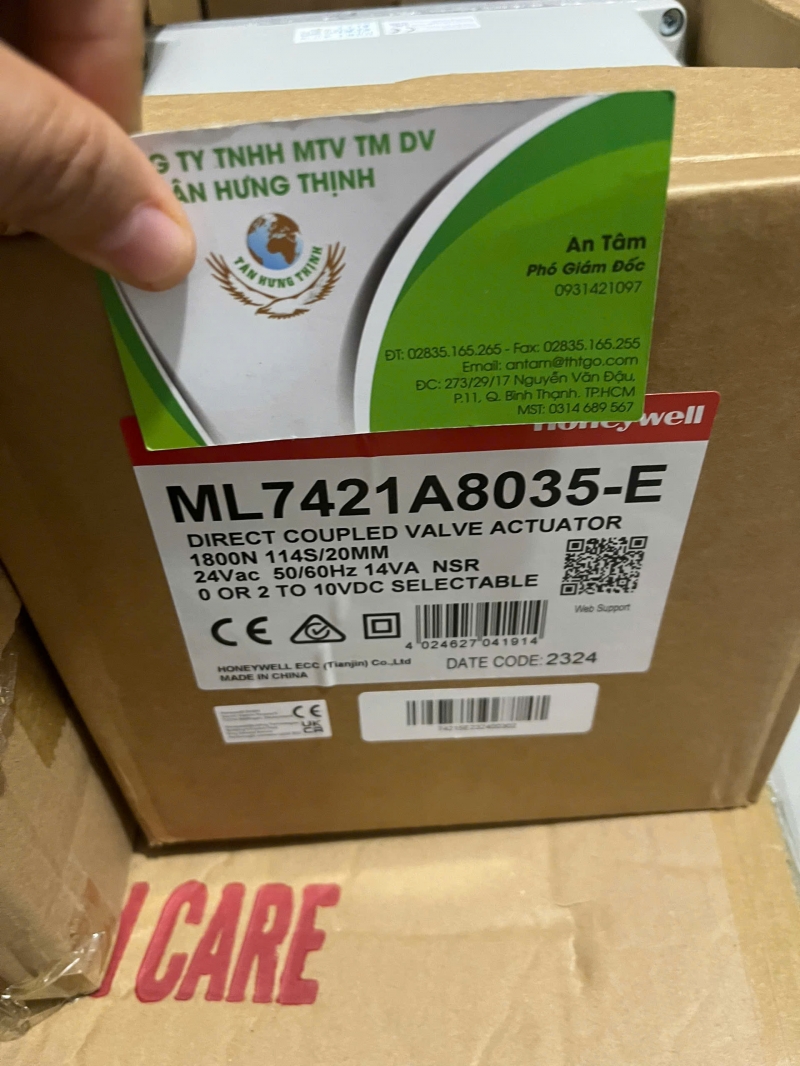 G TY TNHH MTV TM DV
ÂN HƯNG THỊNH
TÂN HƯNG THỊNH
An Tâm
Phó Giám Đốc
0931421097
ĐT: 02835.165.265 - Fax: 02835.165.255
Email: antam@thtgo.com
ĐC: 273/29/17 Nguyễn Văn Đậu,
P.11, Q. Bình Thạnh. TP.HCM
MST: 0314 689 567
Honeywell
ML7421A8035-E
DIRECT COUPLED VALVE ACTUATOR
1800N 114S/20MM
24Vac 50/60Hz 14VA NSR
0 OR 2 TO 10VDC SELECTABLE
Web Support
CE
4 024627 041914
HONEYWELL ECC (Tianjin) Co.,Ltd
MADE IN CHINA
DATE CODE: 2324
CE
UK
CA
CARE